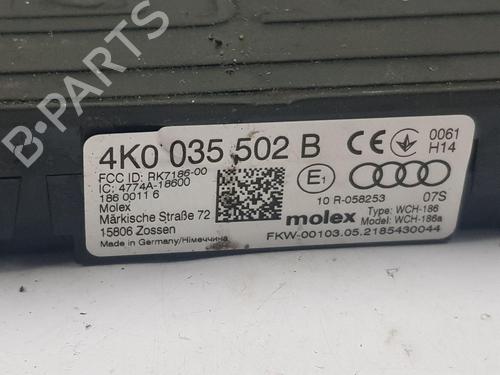 4K0 035 502 B
FCC ID: RK7186-00
IC: 4774A-18600
186 0011 6
Molex
Märkische Straße 72
15806 Zossen
Made in Germany/Німеччина
CE
0061
H14
E1
10 R-058253
07S
molex
Type: WCH-186
Model: WCH-186a
FKW-00103.05.2185430044
B-PARTS